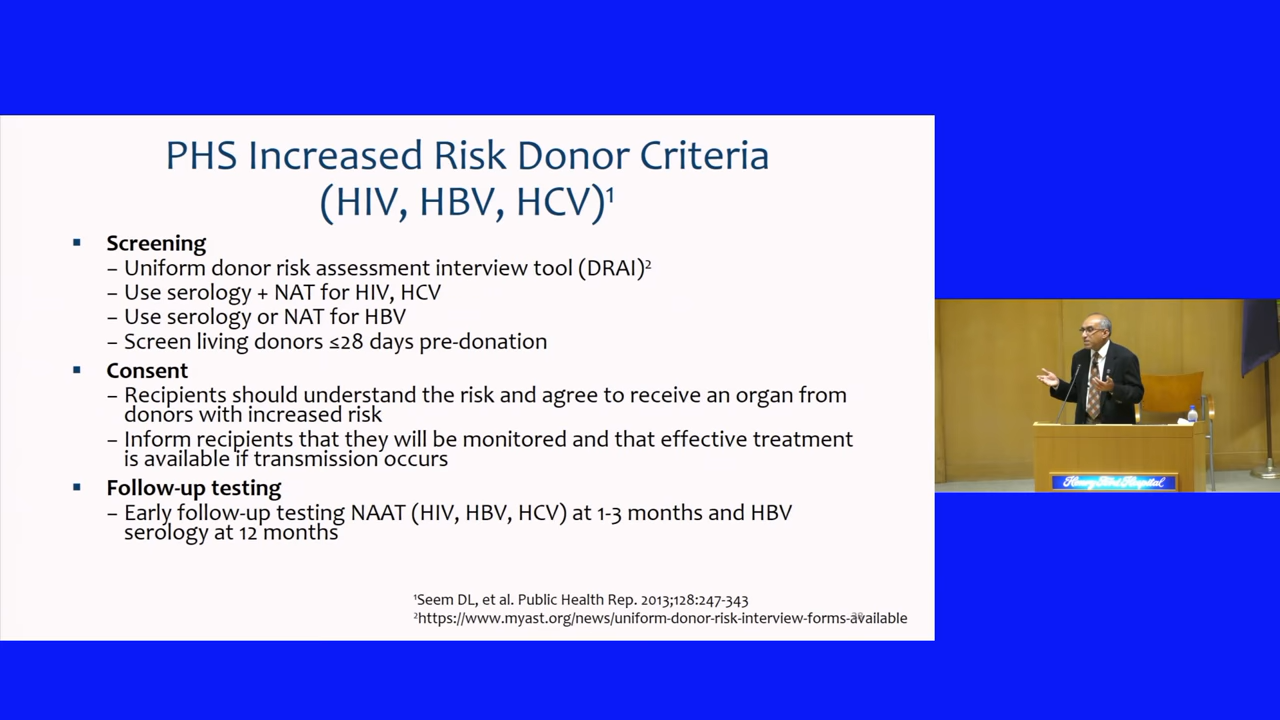 PHS Increased Risk Donor Criteria
(HIV, HBV, HCV)¹
▪ Screening
– Uniform donor risk assessment interview tool (DRAI)²
– Use serology + NAT for HIV, HCV
– Use serology or NAT for HBV
– Screen living donors ≤28 days pre-donation
▪ Consent
– Recipients should understand the risk and agree to receive an organ from
donors with increased risk
– Inform recipients that they will be monitored and that effective treatment
is available if transmission occurs
▪ Follow-up testing
– Early follow-up testing NAAT (HIV, HBV, HCV) at 1-3 months and HBV
serology at 12 months
¹Seem DL, et al. Public Health Rep. 2013;128:247-343
²https://www.myast.org/news/uniform-donor-risk-interview-forms-available
Henry Ford Hospital